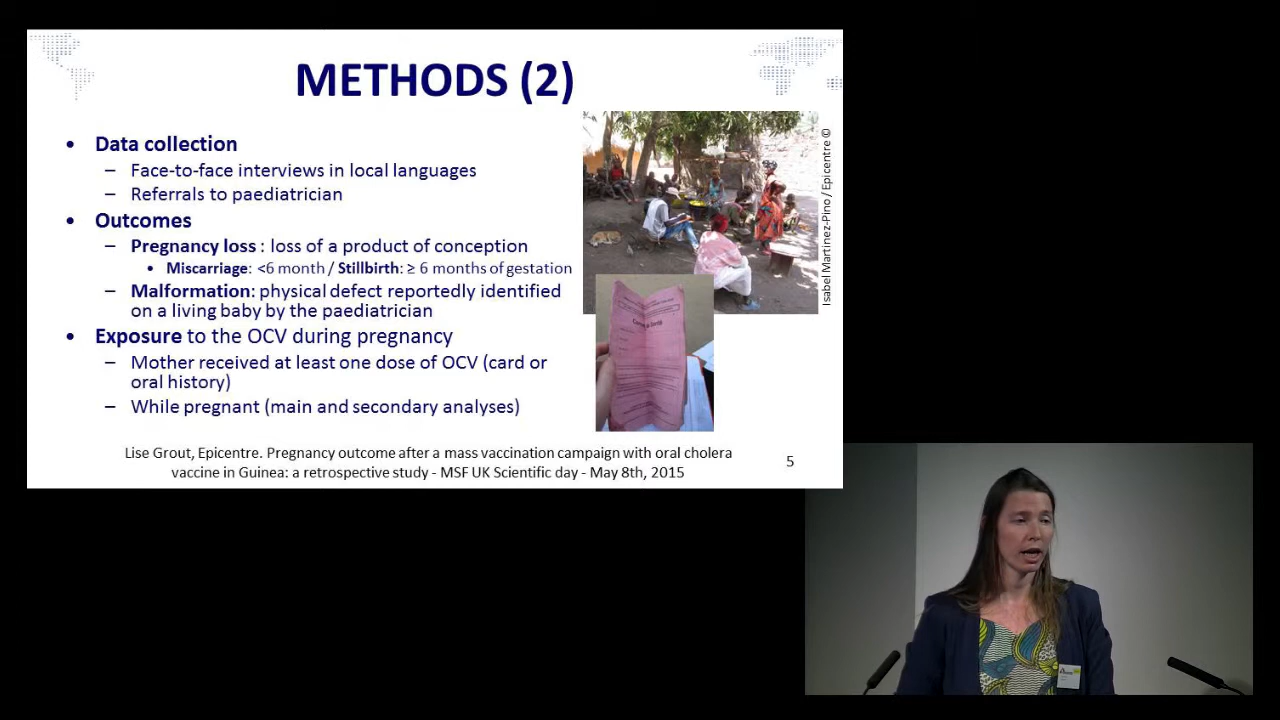 METHODS (2)
• Data collection
– Face-to-face interviews in local languages
– Referrals to paediatrician
• Outcomes
– Pregnancy loss : loss of a product of conception
• Miscarriage: <6 month / Stillbirth: ≥ 6 months of gestation
– Malformation: physical defect reportedly identified
on a living baby by the paediatrician
• Exposure to the OCV during pregnancy
– Mother received at least one dose of OCV (card or
oral history)
– While pregnant (main and secondary analyses)
Isabel Martinez-Pino / Epicentre ©
Lise Grout, Epicentre. Pregnancy outcome after a mass vaccination campaign with oral cholera
vaccine in Guinea: a retrospective study - MSF UK Scientific day - May 8th, 2015
5